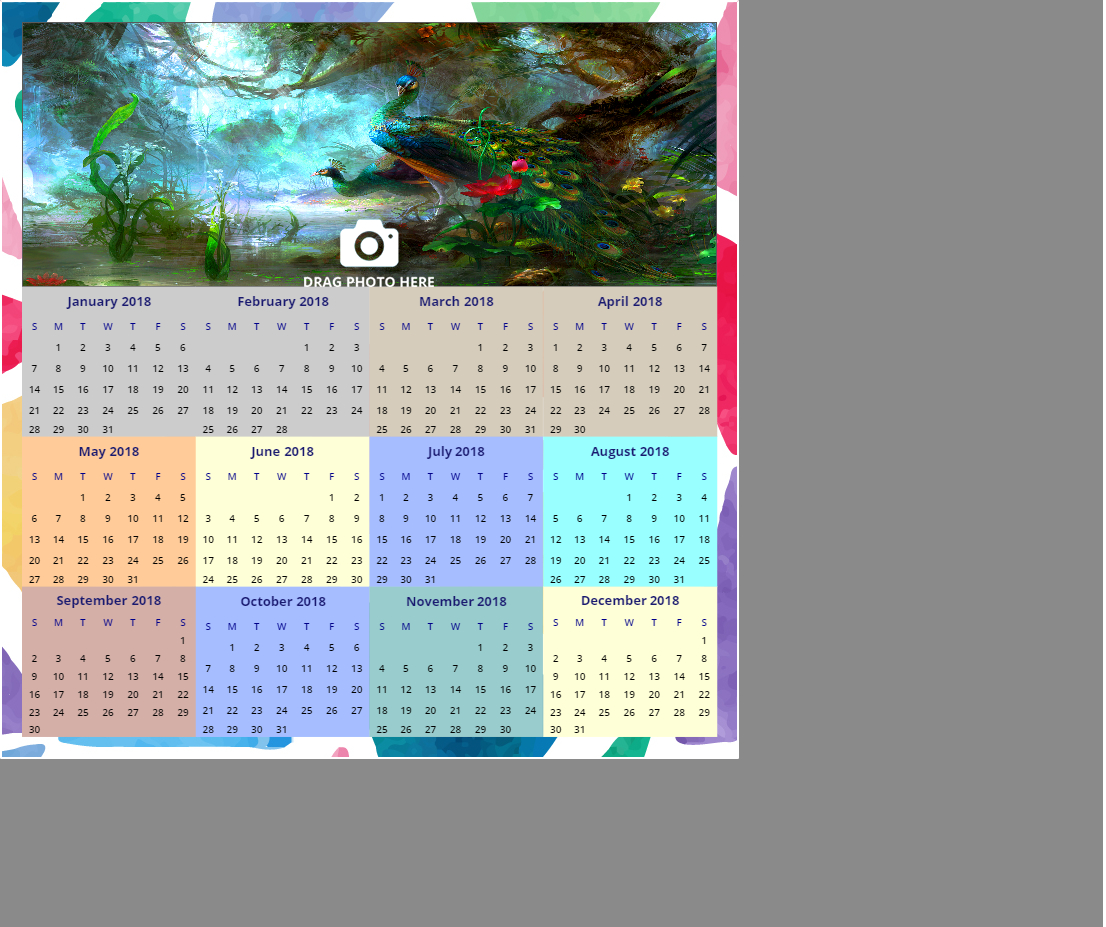 DRAG PHOTO HERE
January 2018
S M T W T F S
1 2 3 4 5 6
7 8 9 10 11 12 13
14 15 16 17 18 19 20
21 22 23 24 25 26 27
28 29 30 31
February 2018
S M T W T F S
1 2 3
4 5 6 7 8 9 10
11 12 13 14 15 16 17
18 19 20 21 22 23 24
25 26 27 28
March 2018
S M T W T F S
1 2 3
4 5 6 7 8 9 10
11 12 13 14 15 16 17
18 19 20 21 22 23 24
25 26 27 28 29 30 31
April 2018
S M T W T F S
1 2 3 4 5 6 7
8 9 10 11 12 13 14
15 16 17 18 19 20 21
22 23 24 25 26 27 28
29 30
May 2018
S M T W T F S
1 2 3 4 5
6 7 8 9 10 11 12
13 14 15 16 17 18 19
20 21 22 23 24 25 26
27 28 29 30 31
June 2018
S M T W T F S
1 2
3 4 5 6 7 8 9
10 11 12 13 14 15 16
17 18 19 20 21 22 23
24 25 26 27 28 29 30
July 2018
S M T W T F S
1 2 3 4 5 6 7
8 9 10 11 12 13 14
15 16 17 18 19 20 21
22 23 24 25 26 27 28
29 30 31
August 2018
S M T W T F S
1 2 3 4
5 6 7 8 9 10 11
12 13 14 15 16 17 18
19 20 21 22 23 24 25
26 27 28 29 30 31
September 2018
S M T W T F S
1
2 3 4 5 6 7 8
9 10 11 12 13 14 15
16 17 18 19 20 21 22
23 24 25 26 27 28 29
30
October 2018
S M T W T F S
1 2 3 4 5 6
7 8 9 10 11 12 13
14 15 16 17 18 19 20
21 22 23 24 25 26 27
28 29 30 31
November 2018
S M T W T F S
1 2 3
4 5 6 7 8 9 10
11 12 13 14 15 16 17
18 19 20 21 22 23 24
25 26 27 28 29 30
December 2018
S M T W T F S
1
2 3 4 5 6 7 8
9 10 11 12 13 14 15
16 17 18 19 20 21 22
23 24 25 26 27 28 29
30 31